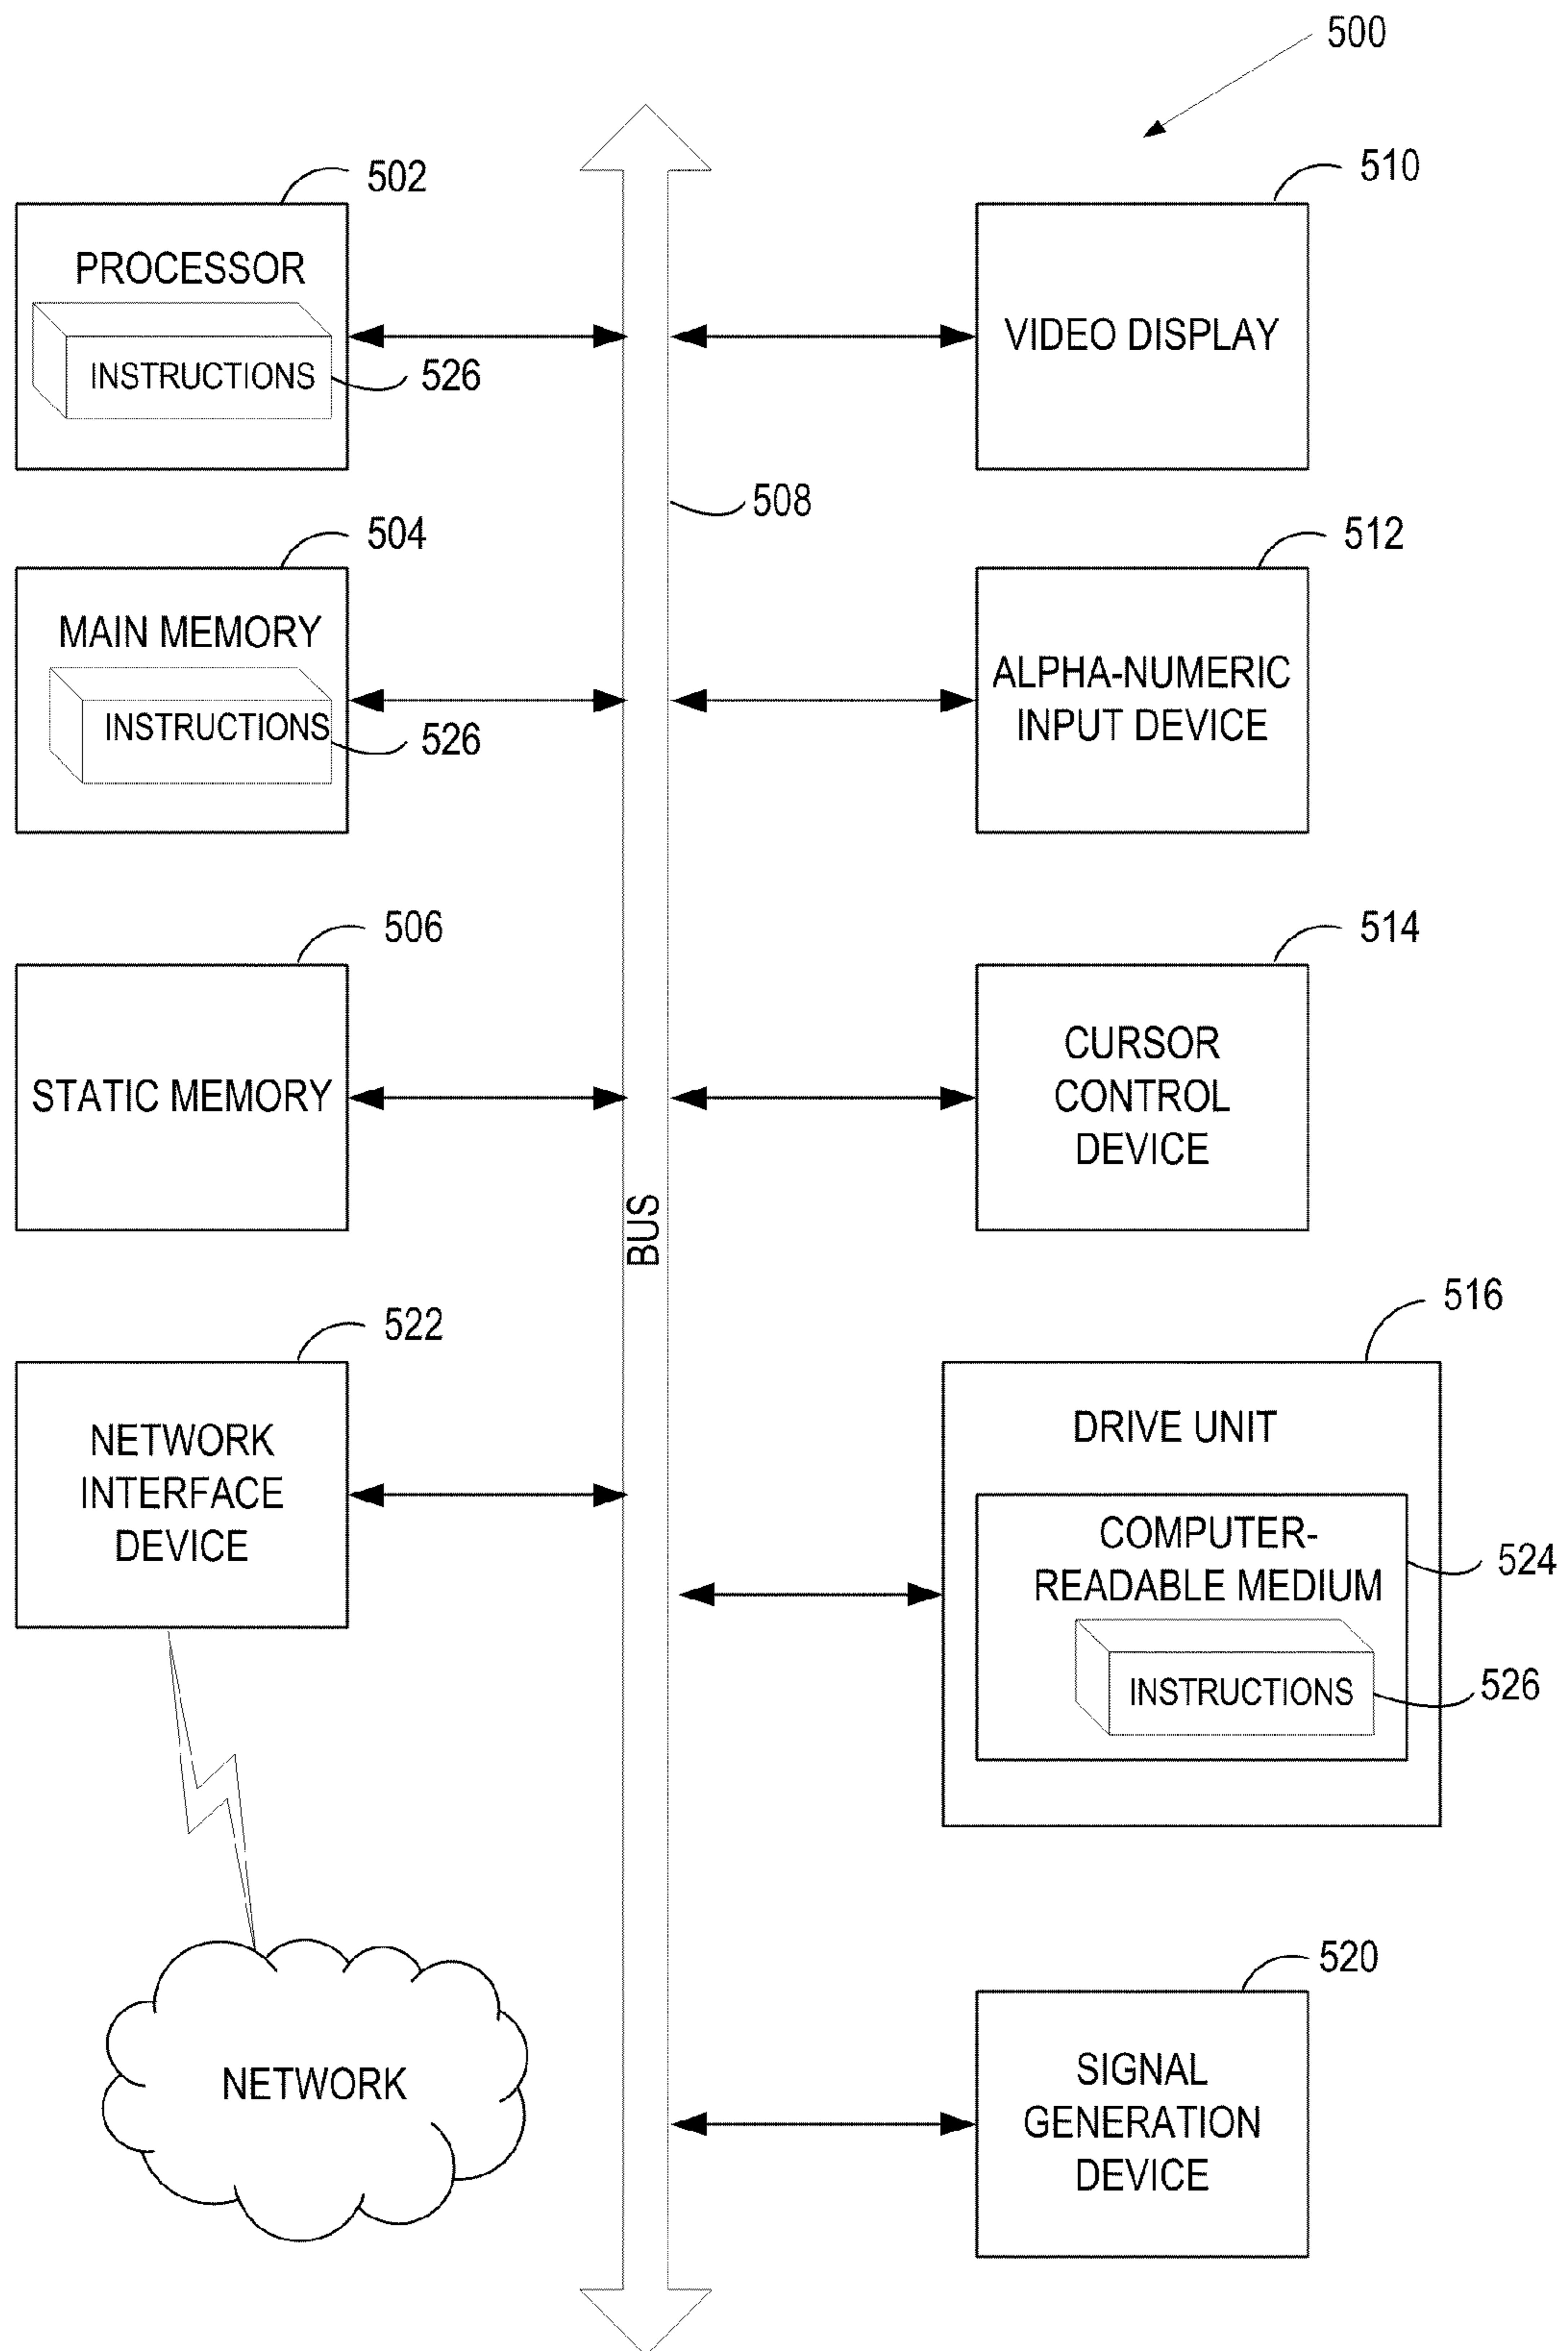 500
502
PROCESSOR
INSTRUCTIONS
526
510
VIDEO DISPLAY
508
504
MAIN MEMORY
INSTRUCTIONS
526
512
ALPHA-NUMERIC
INPUT DEVICE
506
STATIC MEMORY
514
CURSOR
CONTROL
DEVICE
BUS
522
NETWORK
INTERFACE
DEVICE
516
DRIVE UNIT
COMPUTER-
READABLE MEDIUM
524
INSTRUCTIONS
526
NETWORK
520
SIGNAL
GENERATION
DEVICE